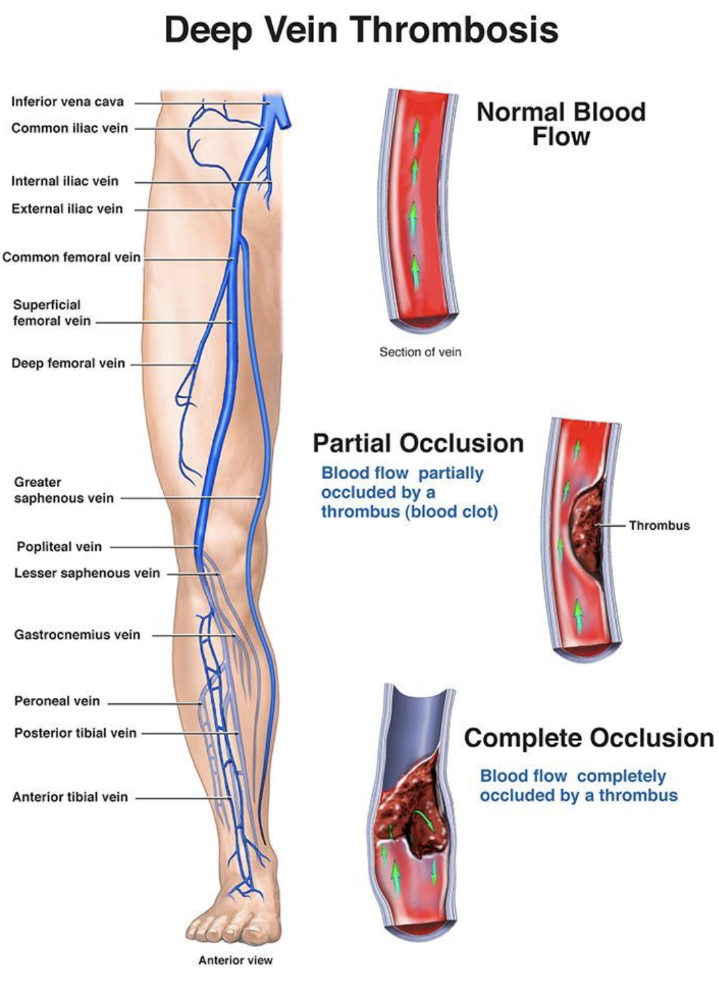 Deep Vein Thrombosis
Inferior vena cava
Common iliac vein
Internal iliac vein
External iliac vein
Common femoral vein
Superficial
femoral vein
Deep femoral vein
Greater
saphenous vein
Popliteal vein
Lesser saphenous vein
Gastrocnemius vein
Peroneal vein
Posterior tibial vein
Anterior tibial vein
Anterior view
Normal Blood
Flow
Section of vein
Partial Occlusion
Blood flow partially
occluded by a
thrombus (blood clot)
Thrombus
Complete Occlusion
Blood flow completely
occluded by a thrombus